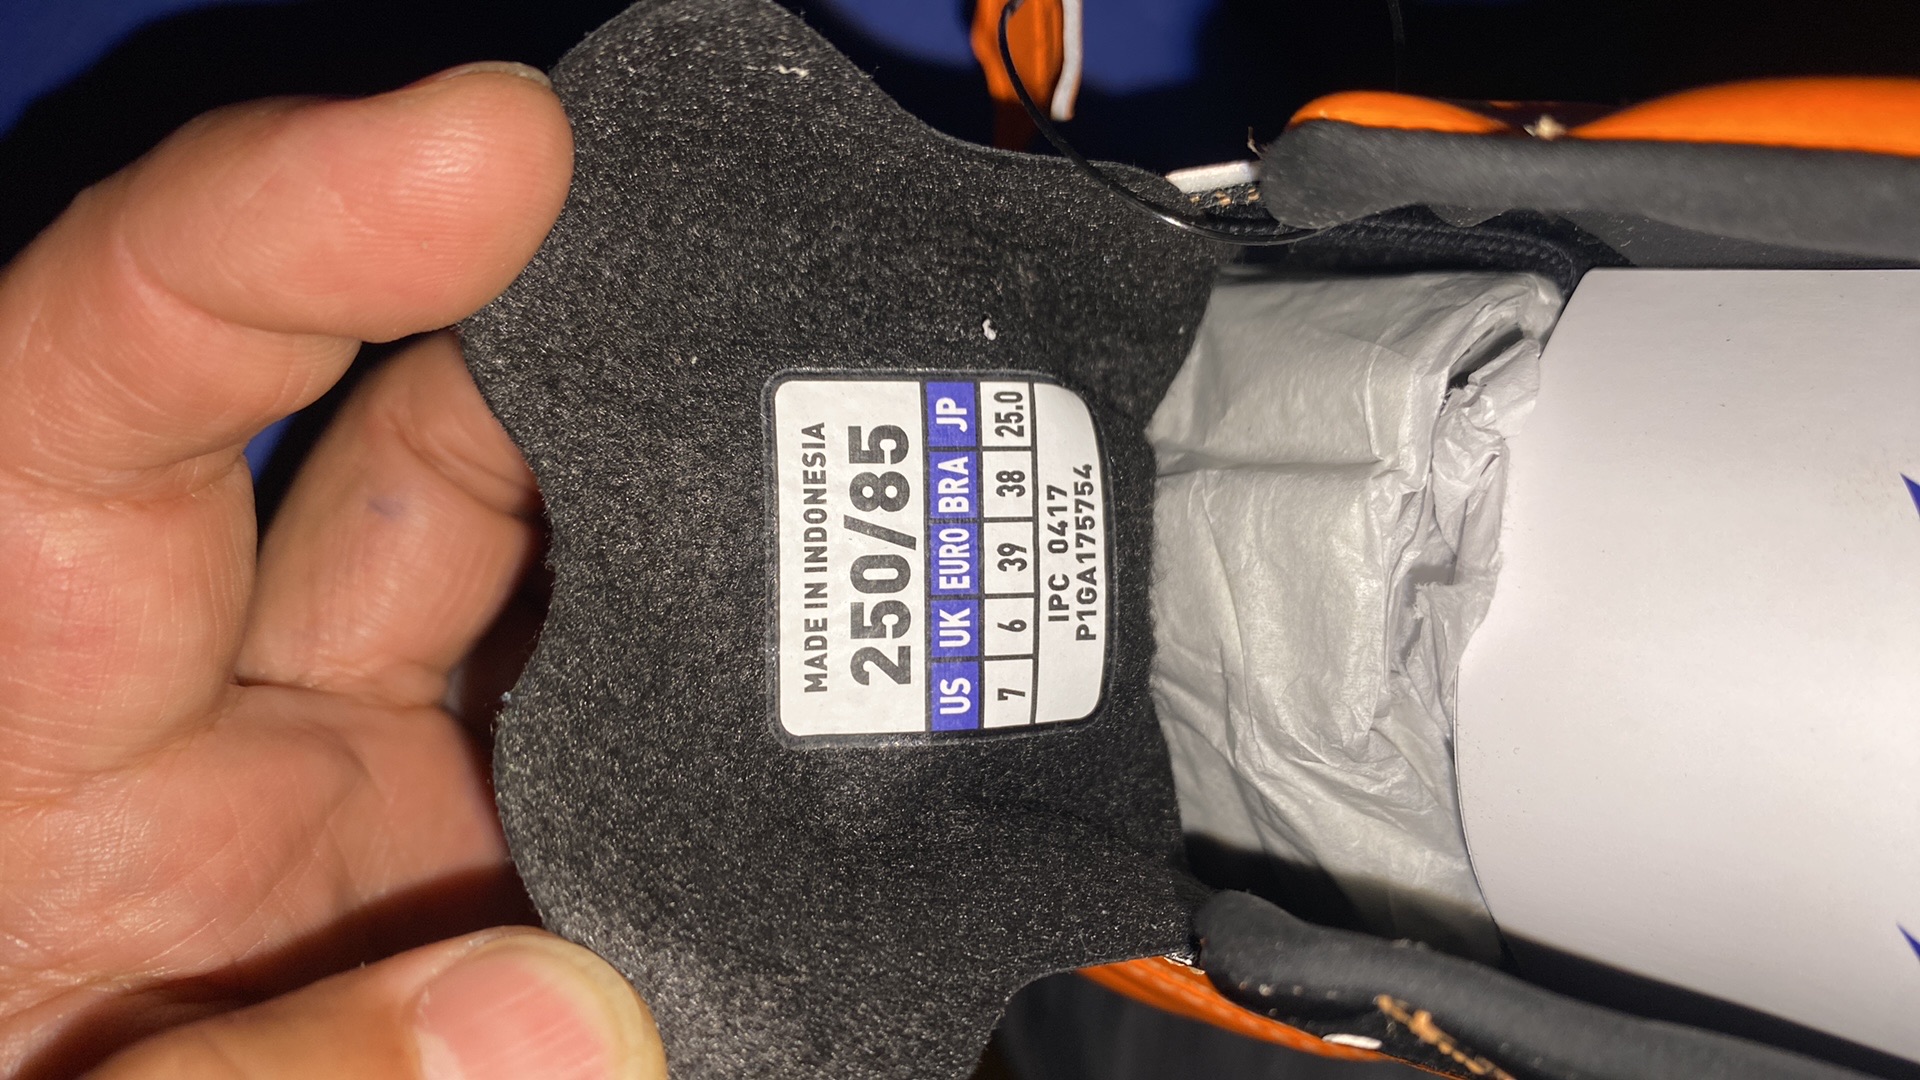 MADE IN INDONESIA
250/85
US UK EURO BRA JP
7 6 39 38 25.0
IPC 0417
P1GA175754